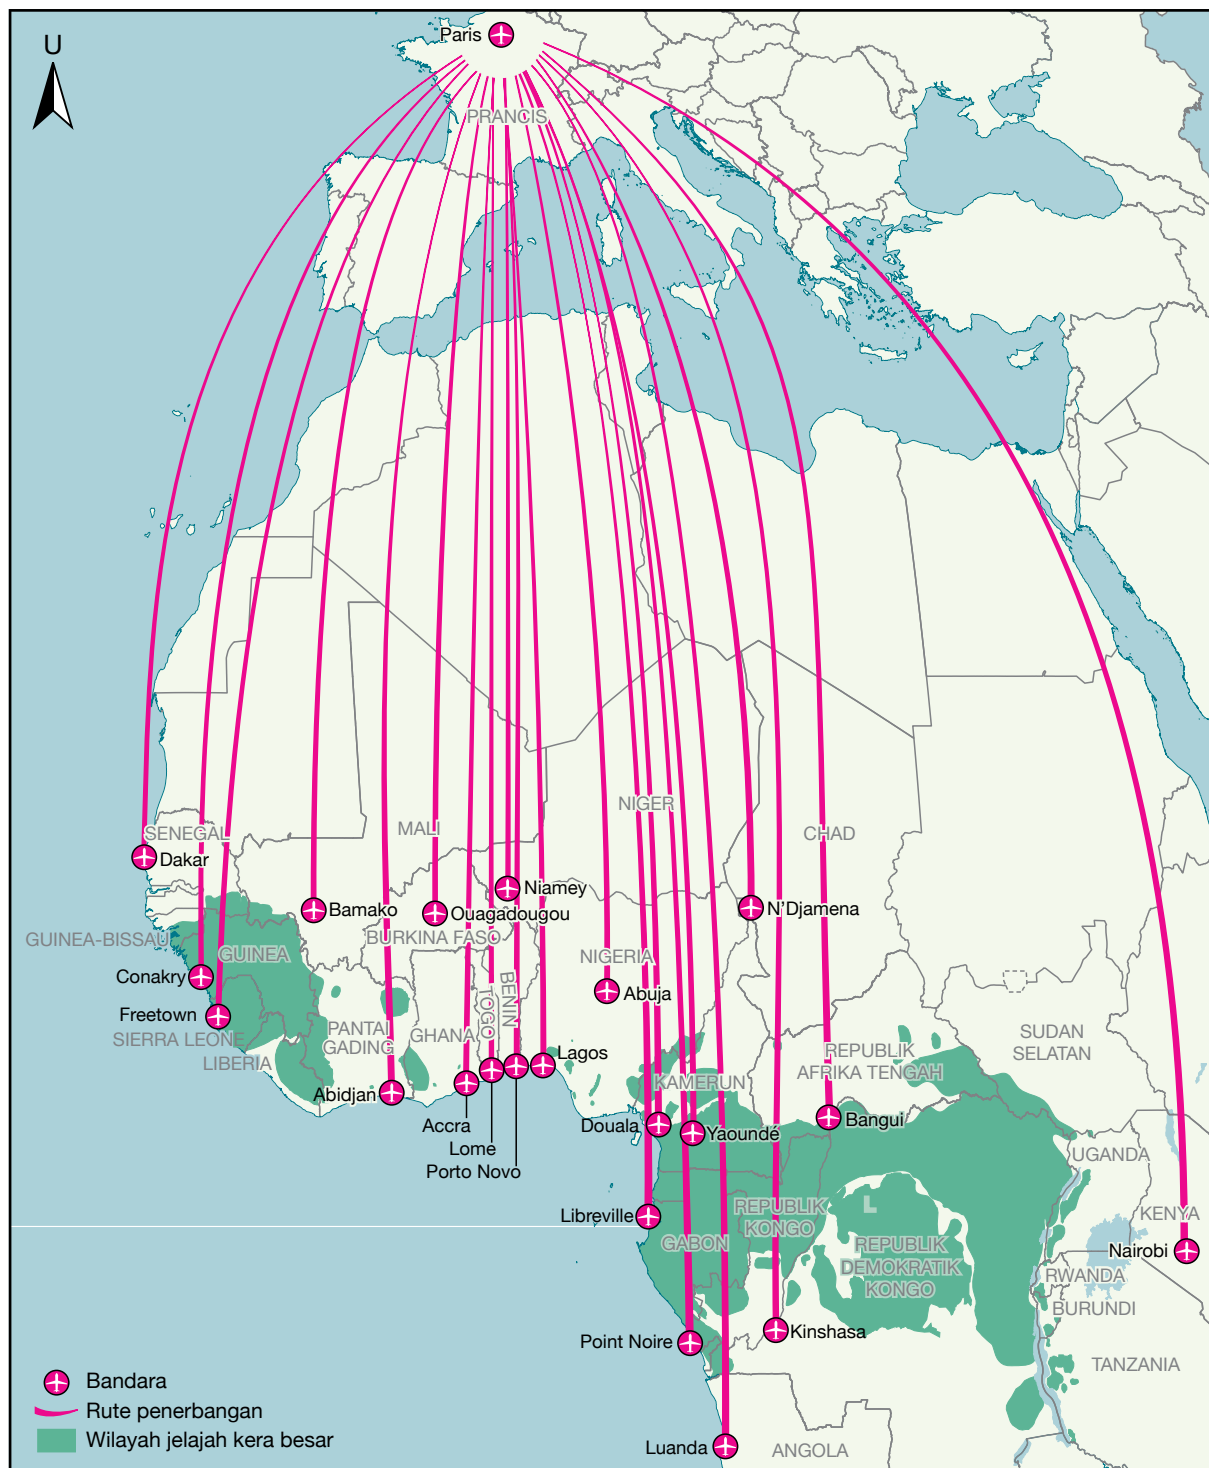 Paris
U
PRANCIS
NIGER
MALI
CHAD
SENEGAL
Dakar
Niamey
Bamako
Ouagadougou
N'Djamena
BURKINA FASO
GUINEA-BISSAU
GUINEA
NIGERIA
Conakry
Abuja
BENIN
TOGO
Freetown
SIERRA LEONE
LIBERIA
PANTAI
GADING
GHANA
SUDAN
SELATAN
REPUBLIK
AFRIKA TENGAH
Lagos
KAMERUN
Abidjan
Accra
Lome
Porto Novo
Douala
Yaoundé
Bangui
UGANDA
Libreville
REPUBLIK
KONGO
KENYA
GABON
L
REPUBLIK
DEMOKRATIK
KONGO
Nairobi
RWANDA
BURUNDI
Point Noire
Kinshasa
TANZANIA
Luanda
ANGOLA
Bandara
Rute penerbangan
Wilayah jelajah kera besar